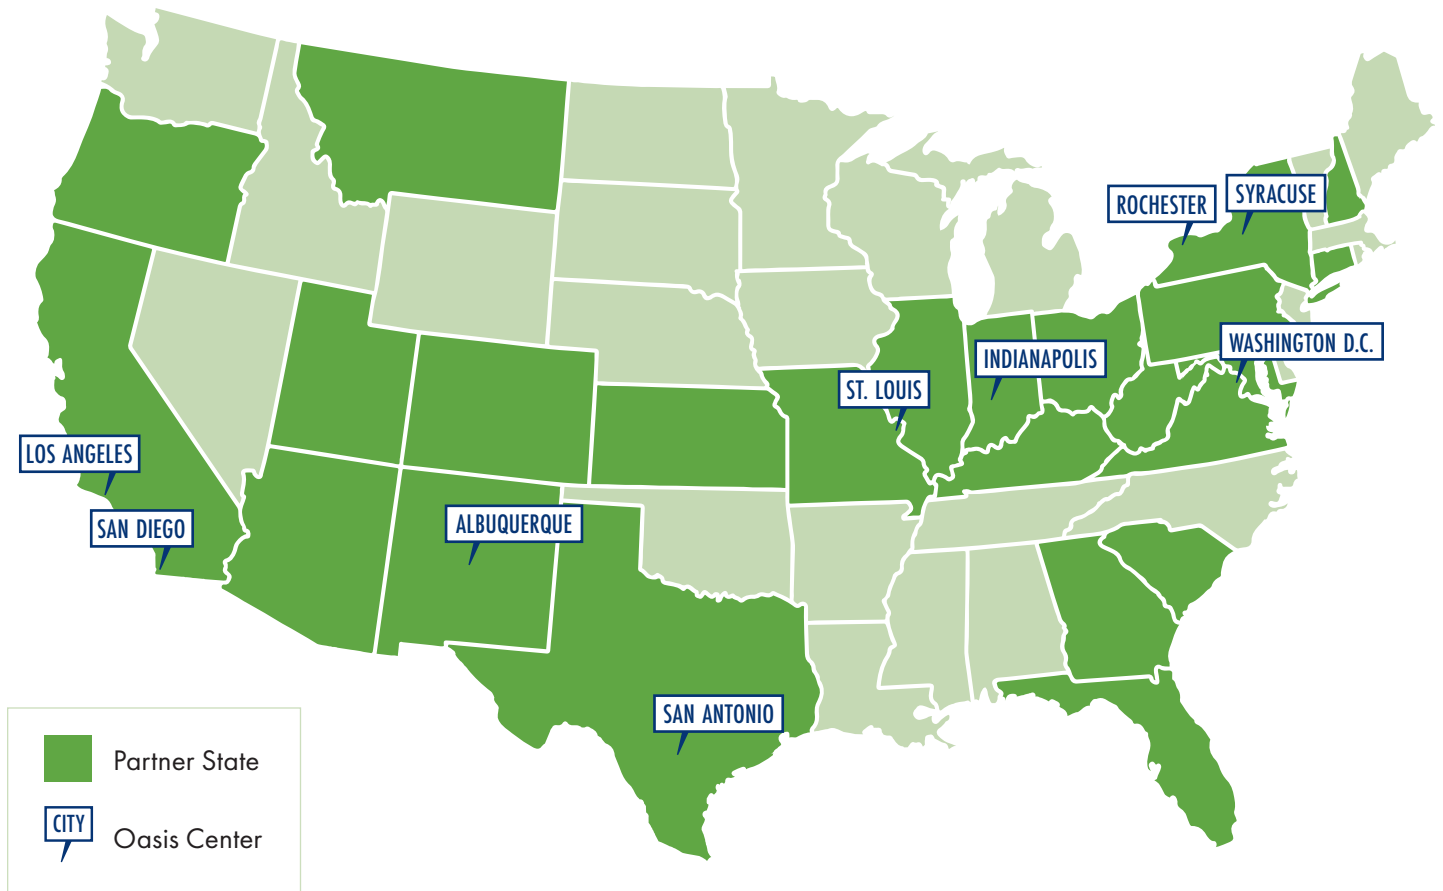 ROCHESTER
SYRACUSE
WASHINGTON D.C.
INDIANAPOLIS
ST. LOUIS
LOS ANGELES
SAN DIEGO
ALBUQUERQUE
SAN ANTONIO
Partner State
CITY
Oasis Center